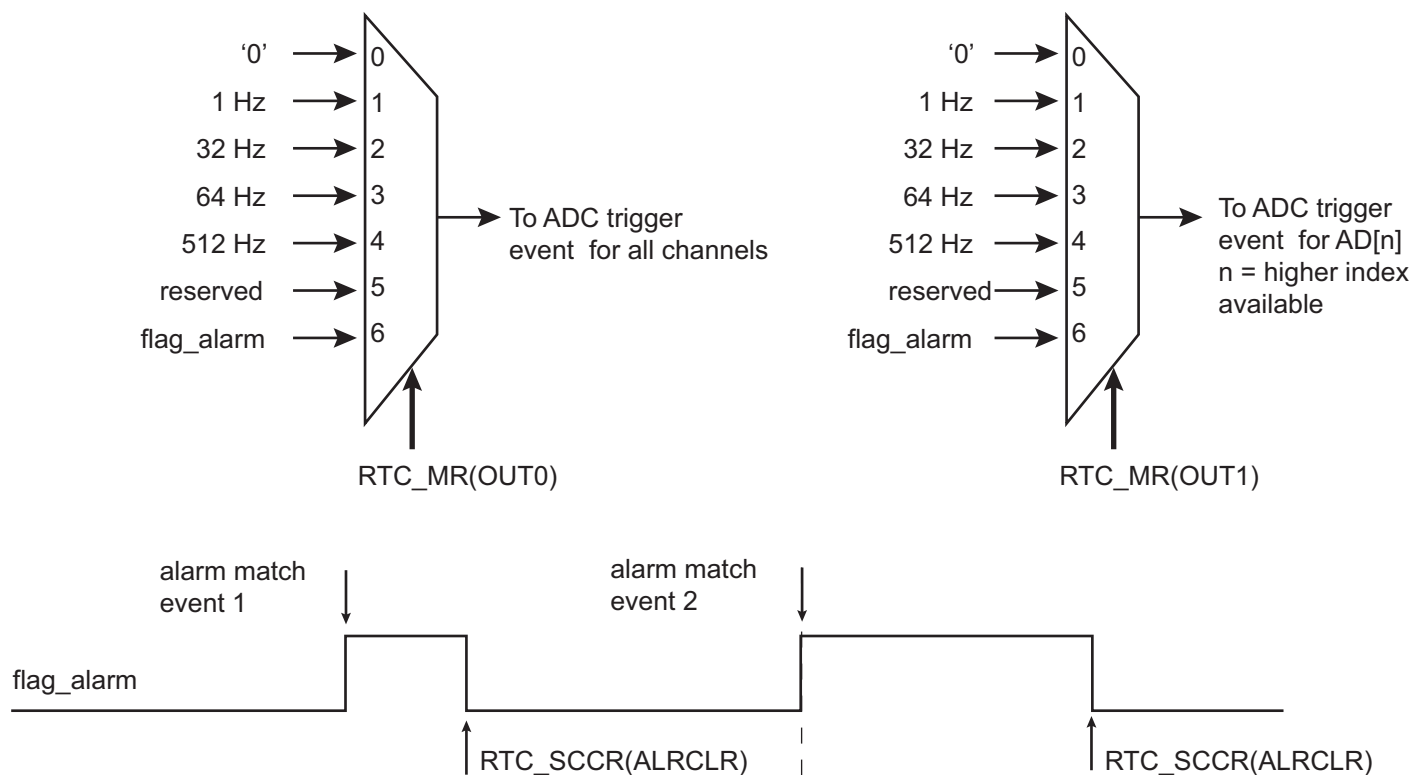 ‘0’
0
1 Hz
1
32 Hz
2
64 Hz
3
512 Hz
4
reserved
5
flag_alarm
6
To ADC trigger
event for all channels
RTC_MR(OUT0)
‘0’
0
1 Hz
1
32 Hz
2
64 Hz
3
512 Hz
4
reserved
5
flag_alarm
6
To ADC trigger
event for AD[n]
n = higher index
available
RTC_MR(OUT1)
alarm match
event 1
alarm match
event 2
flag_alarm
RTC_SCCR(ALRCLR)
RTC_SCCR(ALRCLR)